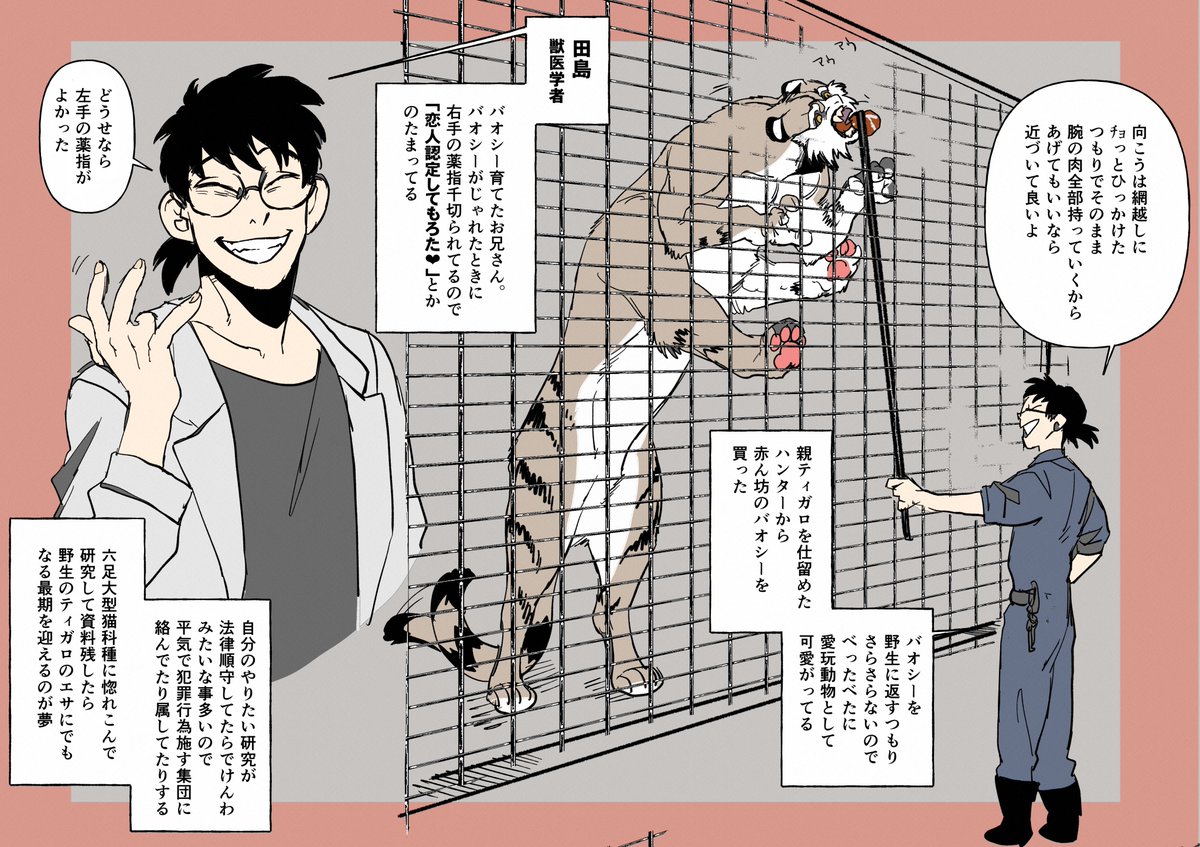 向こうは網越しに
ﾁｮっとひっかけた
つもりでそのまま
腕の肉全部持っていくから
あげてもいいなら
近づいて良いよ
マウ
マウ
田島
獣医学者
バオシー育てたお兄さん。
バオシーがじゃれたときに
右手の薬指千切られてるので
「恋人認定してもろた❤」とか
のたまってる
どうせなら
左手の薬指が
よかった
親ティガロを仕留めた
ハンターから
赤ん坊のバオシーを
買った
バオシーを
野生に返すつもり
さらさらないので
べったべたに
愛玩動物として
可愛がってる
自分のやりたい研究が
法律順守してたらでけんわ
みたいな事多いので
平気で犯罪行為施す集団に
絡んでたり属してたりする
六足大型猫科種に惚れこんで
研究して資料残したら
野生のティガロのエサにでも
なる最期を迎えるのが夢